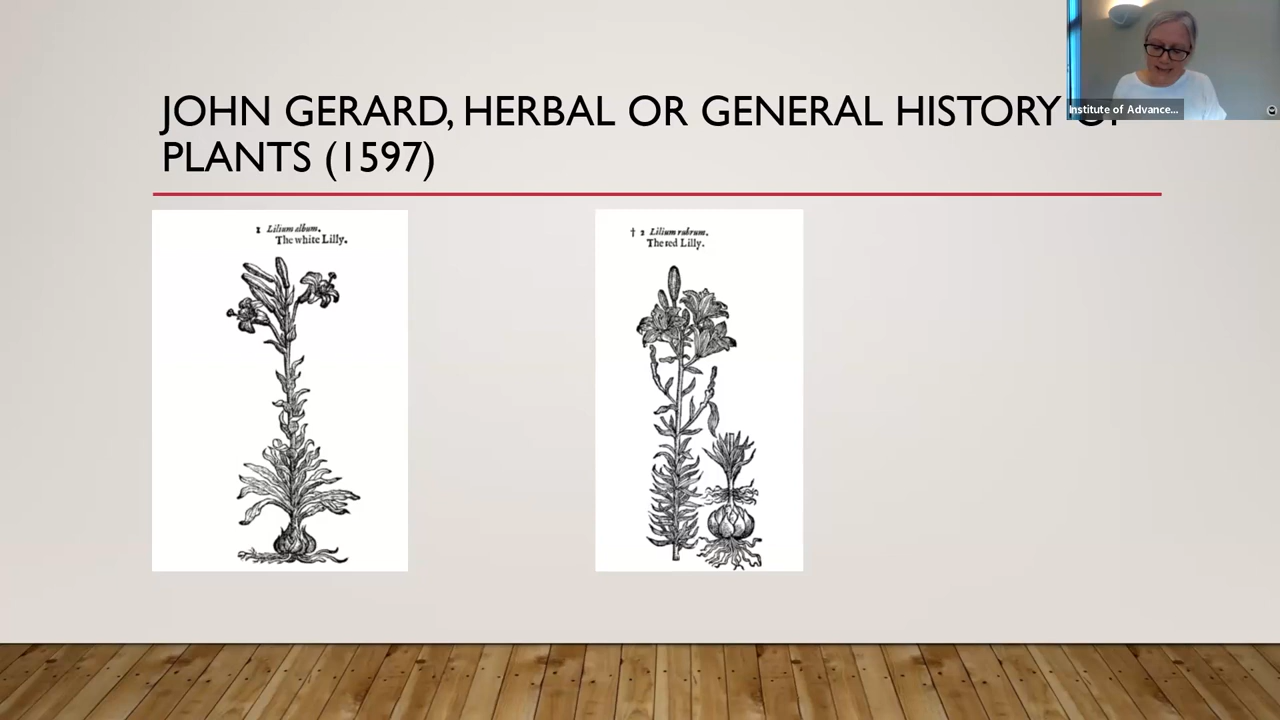 JOHN GERARD, HERBAL OR GENERAL HISTORY OF
PLANTS (1597)
Institute of Advance...
1 Lilium album.
The white Lilly.
† 2 Lilium rubrum.
The red Lilly.